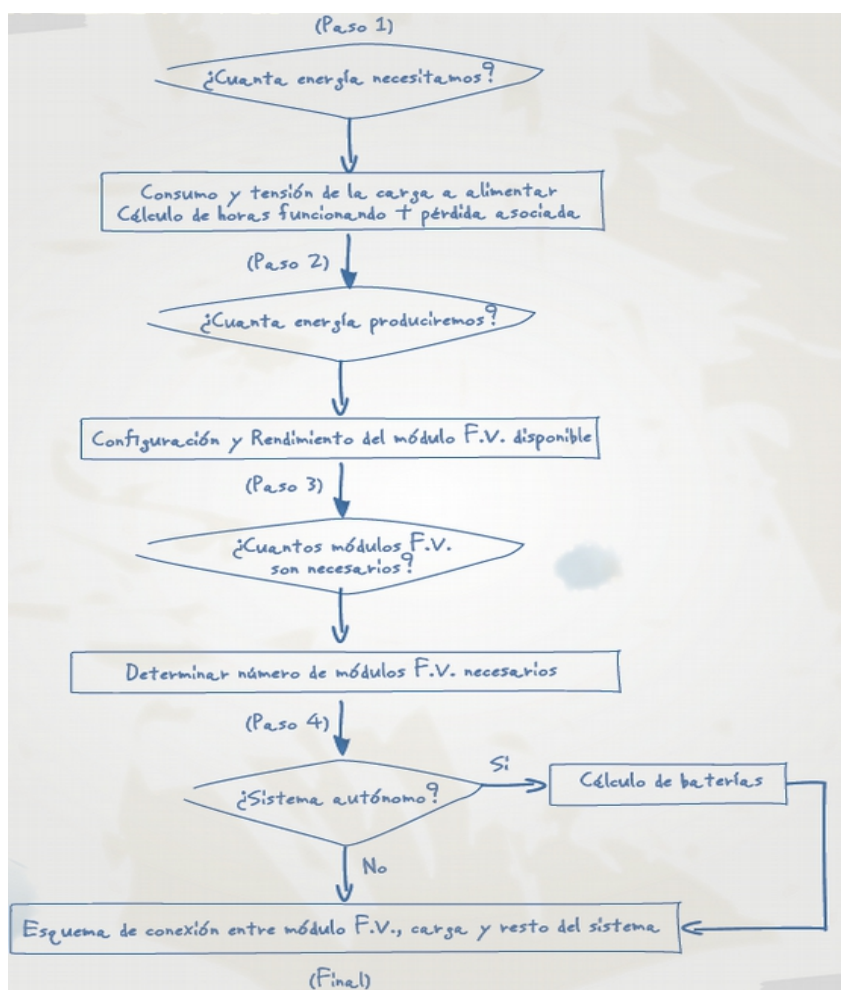 (Paso 1)
¿Cuanta energía necesitamos?
Consumo y tensión de la carga a alimentar
Cálculo de horas funcionando + pérdida asociada
(Paso 2)
¿Cuanta energía produciremos?
Configuración y Rendimiento del módulo F.V. disponible
(Paso 3)
¿Cuantos módulos F.V.
son necesarios?
Determinar número de módulos F.V. necesarios
(Paso 4)
¿Sistema autónomo?
Si
Cálculo de baterías
No
Esquema de conexión entre módulo F.V., carga y resto del sistema
(Final)